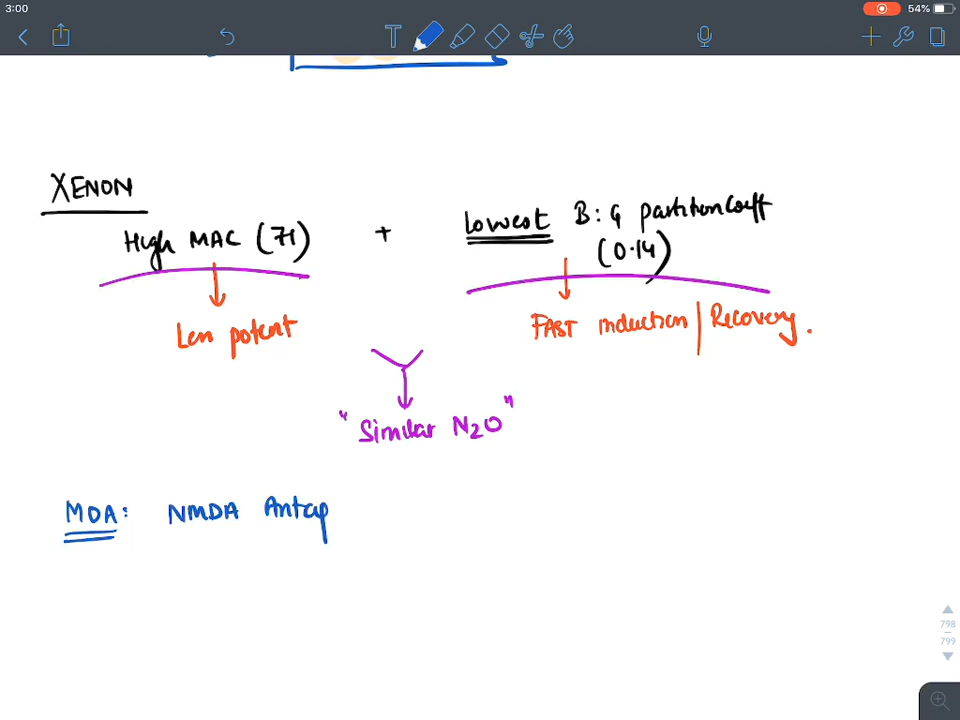 3:00
54%
T
XENON
High MAC (71) + Lowest B:G partition coeff
(0.14)
Less potent
FAST induction | Recovery.
"Similar N2O"
MOA: NMDA Antag
798
799